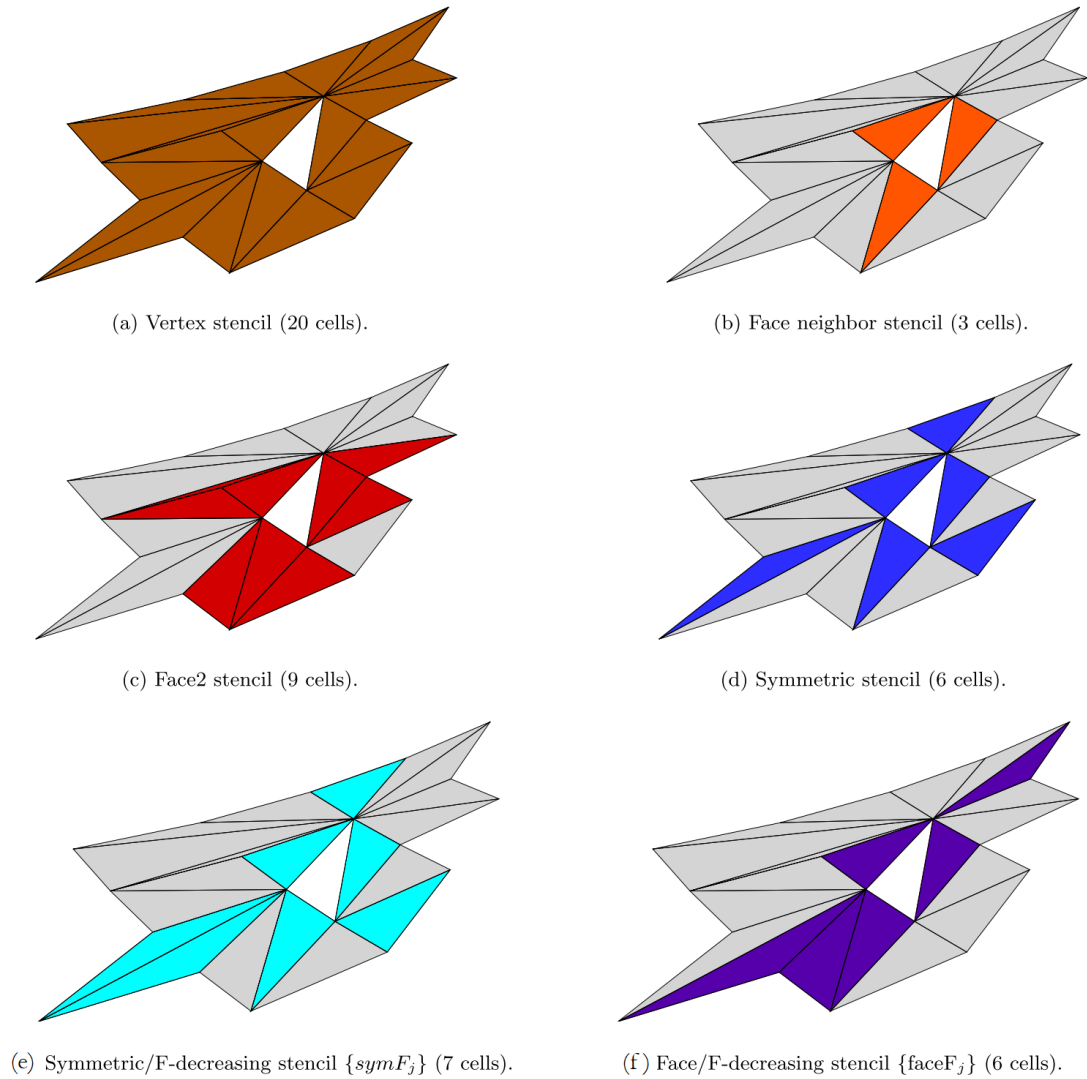 (a) Vertex stencil (20 cells).
(b) Face neighbor stencil (3 cells).
(c) Face2 stencil (9 cells).
(d) Symmetric stencil (6 cells).
(e) Symmetric/F-decreasing stencil {symF_j} (7 cells).
(f) Face/F-decreasing stencil {faceF_j} (6 cells).